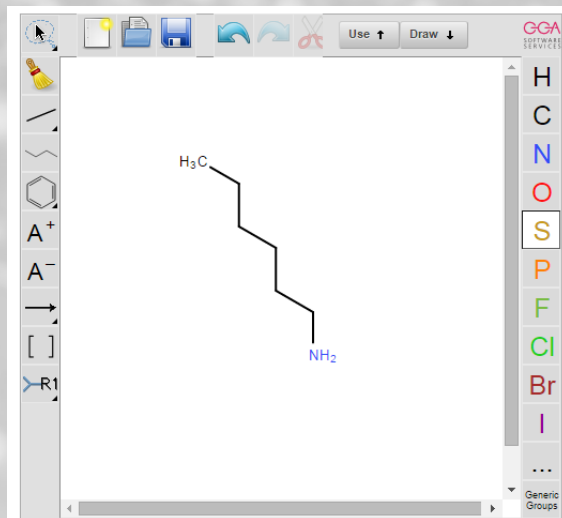 Use ↑ Draw ↓
GGA
SOFTWARE
SERVICES
H
C
N
O
S
P
F
Cl
Br
I
...
Generic
Groups
A+
A−
[ ]
R1
H₃C
NH₂